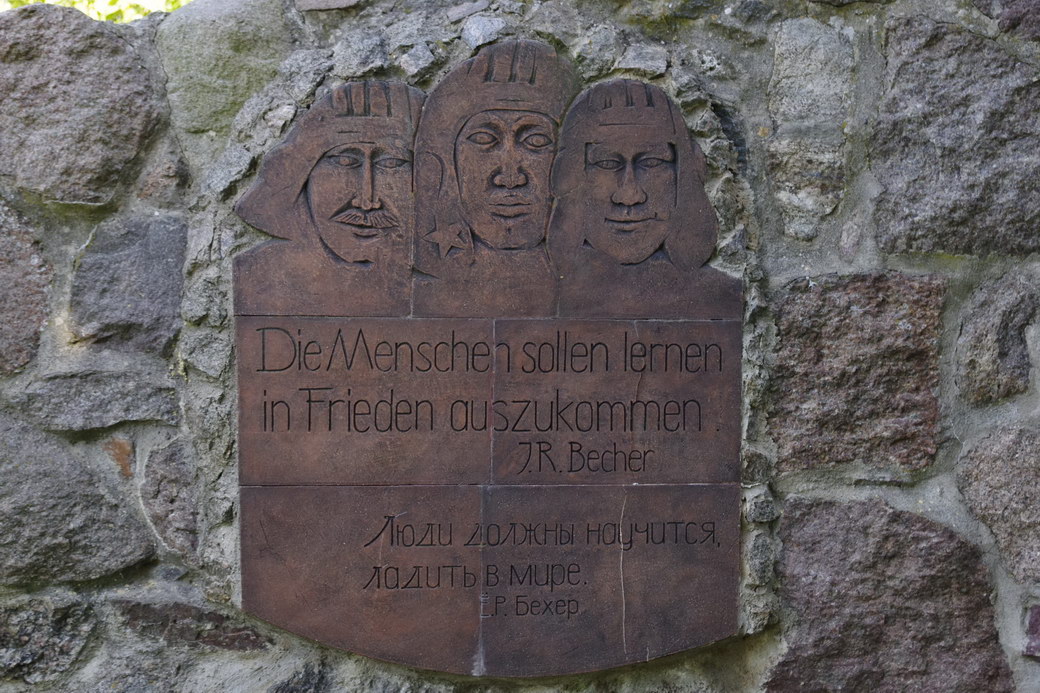 Die Menschen sollen lernen
in Frieden auszukommen.
J.R. Becher
Люди должны научится,
ладить в мире.
Ё.Р. Бехер